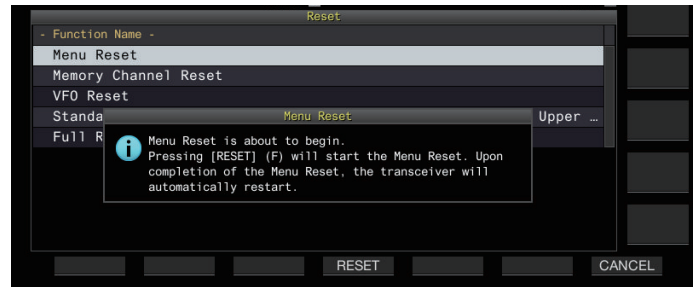 Reset
- Function Name -
Menu Reset
Memory Channel Reset
VFO Reset
Standa
Menu Reset
Upper ...
Full R
Menu Reset is about to begin.
Pressing [RESET] (F) will start the Menu Reset. Upon
completion of the Menu Reset, the transceiver will
automatically restart.
RESET
CANCEL